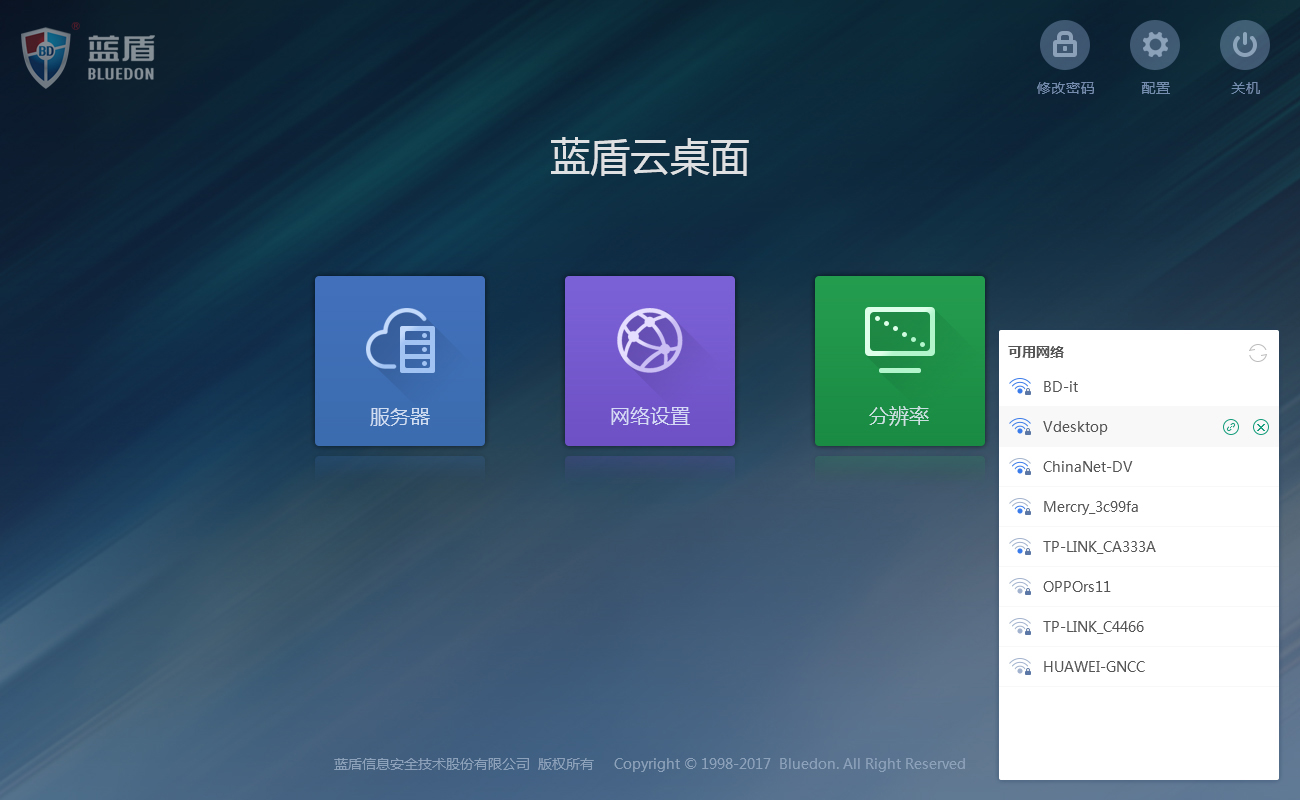 BD
®
蓝盾
BLUEDON
修改密码
配置
关机
蓝盾云桌面
服务器
网络设置
分辨率
可用网络
BD-it
Vdesktop
ChinaNet-DV
Mercry_3c99fa
TP-LINK_CA333A
OPPOrs11
TP-LINK_C4466
HUAWEI-GNCC
蓝盾信息安全技术股份有限公司 版权所有 Copyright © 1998-2017 Bluedon. All Right Reserved